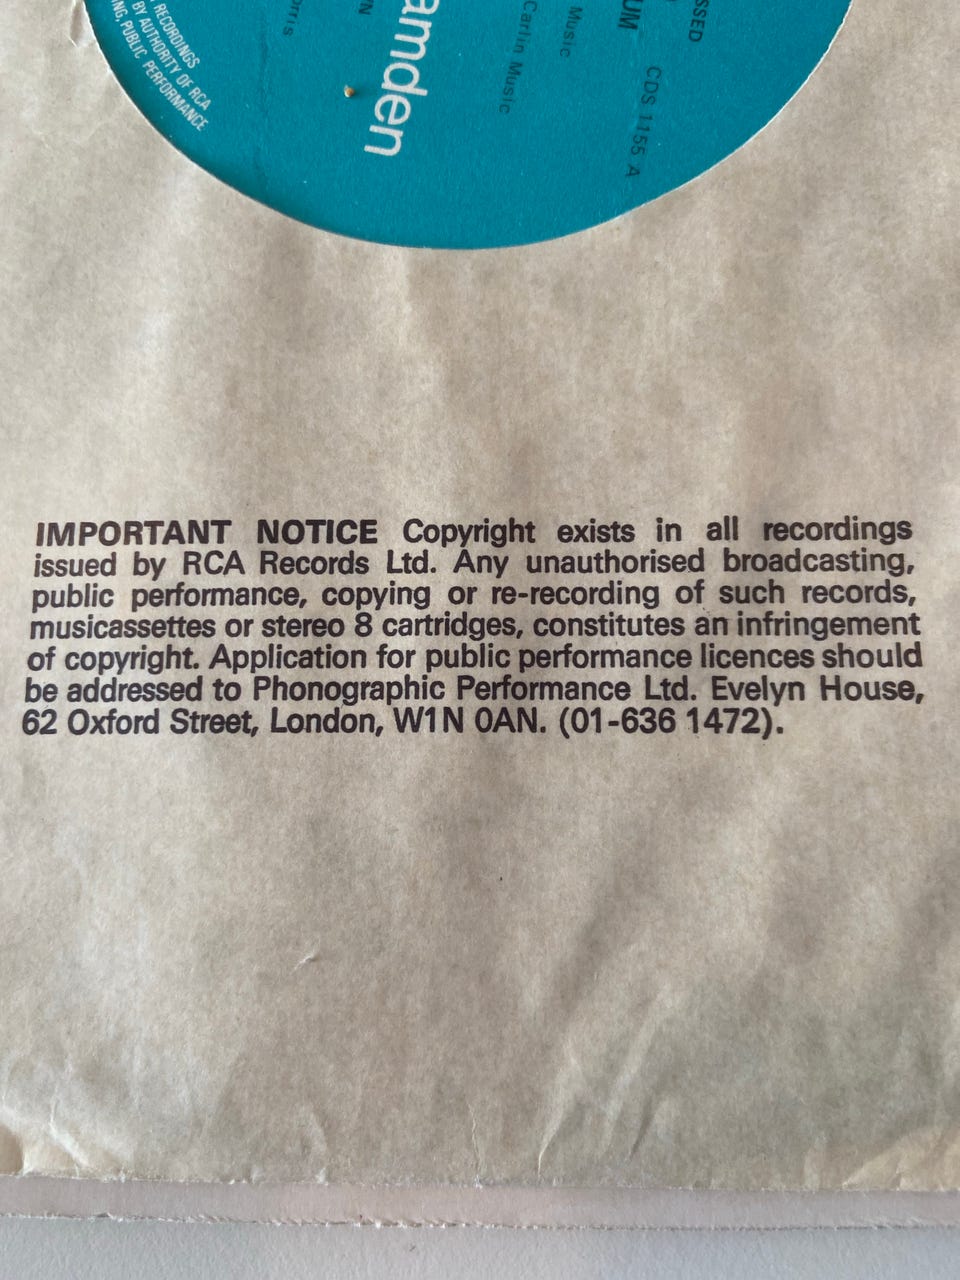 RECORDINGS
BY AUTHORITY OF RCA
PUBLIC PERFORMANCE
amden
Carlin Music
Music
UM
CDS 1155 A
SSED
IMPORTANT NOTICE Copyright exists in all recordings
issued by RCA Records Ltd. Any unauthorised broadcasting,
public performance, copying or re-recording of such records,
musicassettes or stereo 8 cartridges, constitutes an infringement
of copyright. Application for public performance licences should
be addressed to Phonographic Performance Ltd. Evelyn House,
62 Oxford Street, London, W1N 0AN. (01-636 1472).